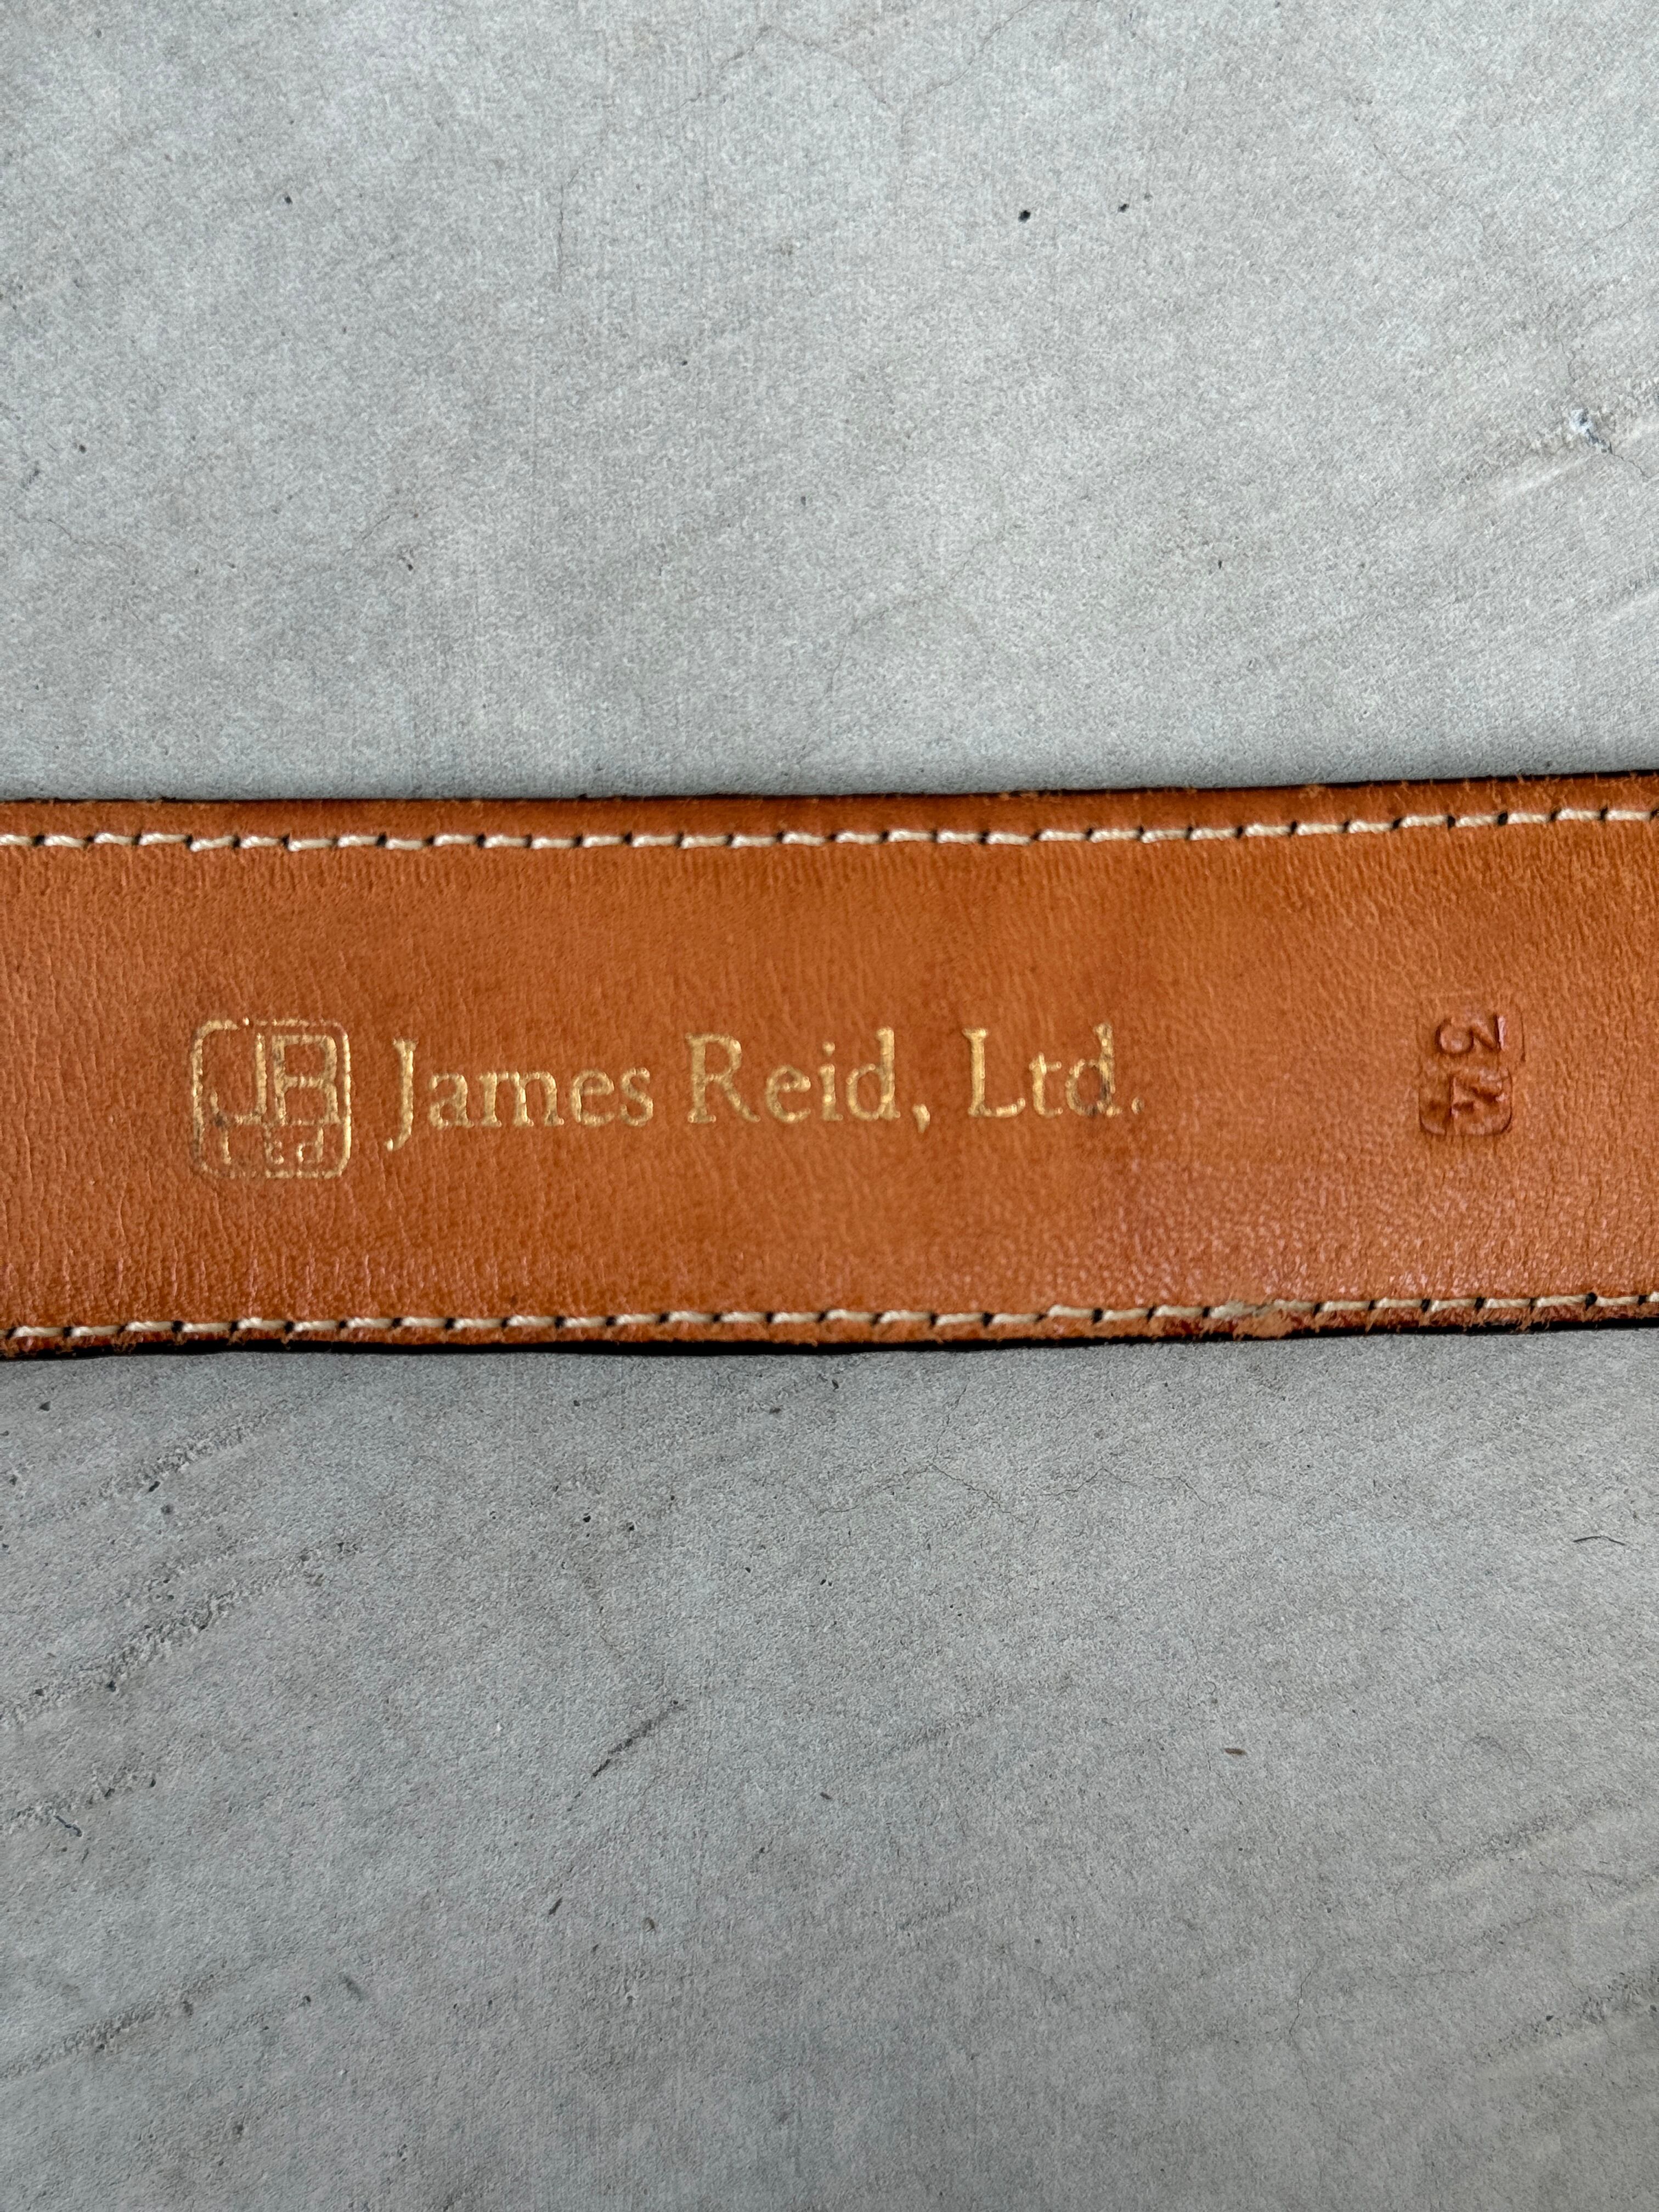 JR
Ltd
James Reid, Ltd.
34